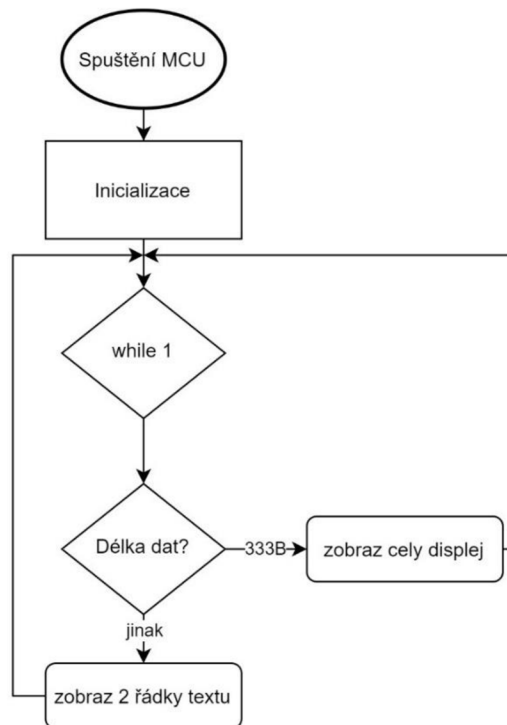 Spuštění MCU
Inicializace
while 1
Délka dat?
333B
zobraz cely displej
jinak
zobraz 2 řádky textu